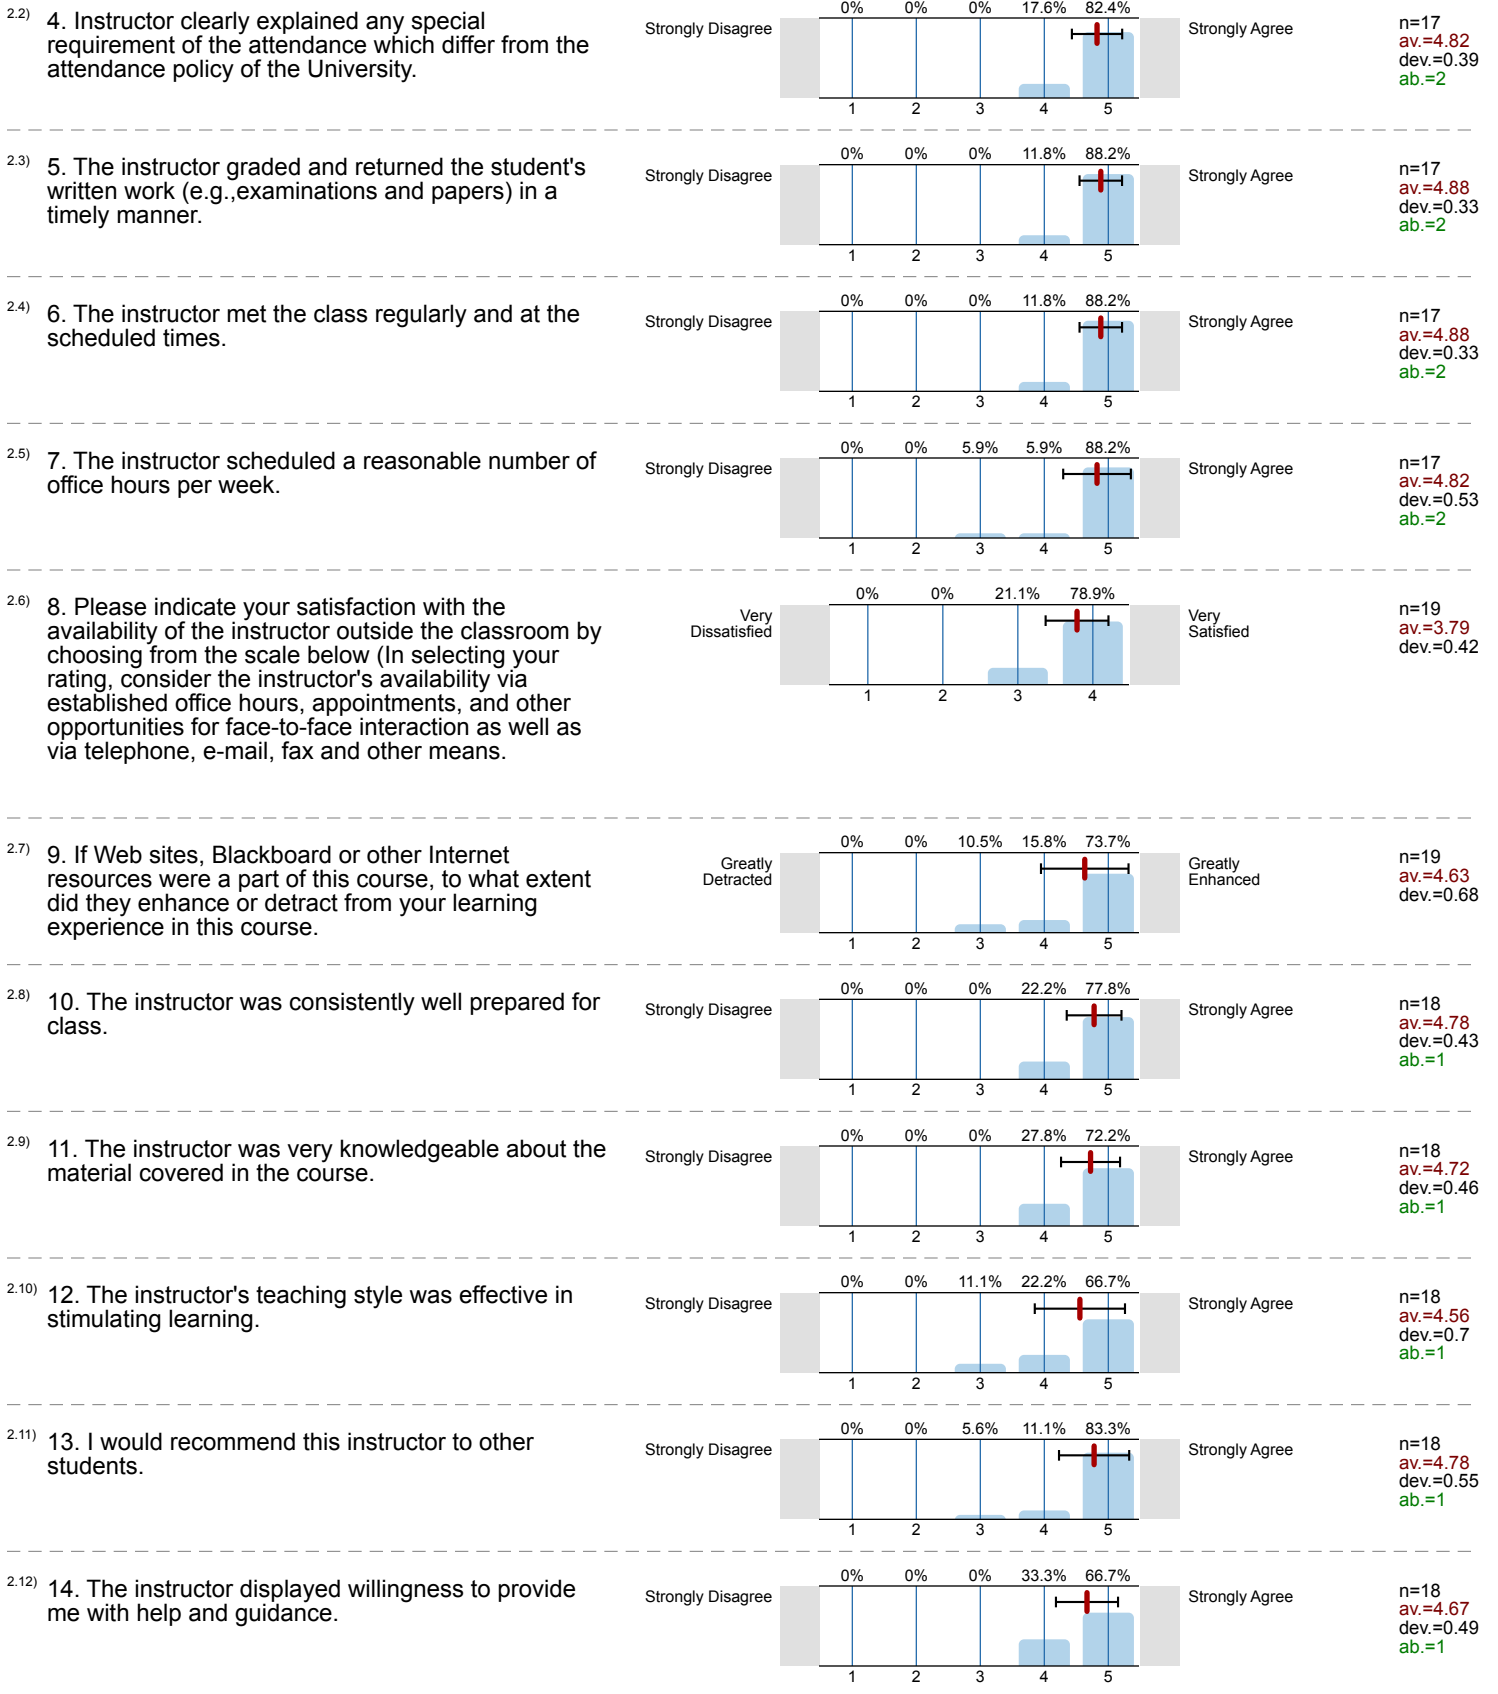 2.2) 4. Instructor clearly explained any special
requirement of the attendance which differ from the
attendance policy of the University.
0% 0% 0% 17.6% 82.4%
Strongly Disagree Strongly Agree
1 2 3 4 5
n=17
av.=4.82
dev.=0.39
ab.=2
2.3) 5. The instructor graded and returned the student's
written work (e.g.,examinations and papers) in a
timely manner.
0% 0% 0% 11.8% 88.2%
Strongly Disagree Strongly Agree
1 2 3 4 5
n=17
av.=4.88
dev.=0.33
ab.=2
2.4) 6. The instructor met the class regularly and at the
scheduled times.
0% 0% 0% 11.8% 88.2%
Strongly Disagree Strongly Agree
1 2 3 4 5
n=17
av.=4.88
dev.=0.33
ab.=2
2.5) 7. The instructor scheduled a reasonable number of
office hours per week.
0% 0% 5.9% 5.9% 88.2%
Strongly Disagree Strongly Agree
1 2 3 4 5
n=17
av.=4.82
dev.=0.53
ab.=2
2.6) 8. Please indicate your satisfaction with the
availability of the instructor outside the classroom by
choosing from the scale below (In selecting your
rating, consider the instructor's availability via
established office hours, appointments, and other
opportunities for face-to-face interaction as well as
via telephone, e-mail, fax and other means.
0% 0% 21.1% 78.9%
Very
Dissatisfied
Very
Satisfied
1 2 3 4
n=19
av.=3.79
dev.=0.42
2.7) 9. If Web sites, Blackboard or other Internet
resources were a part of this course, to what extent
did they enhance or detract from your learning
experience in this course.
0% 0% 10.5% 15.8% 73.7%
Greatly
Detracted
Greatly
Enhanced
1 2 3 4 5
n=19
av.=4.63
dev.=0.68
2.8) 10. The instructor was consistently well prepared for
class.
0% 0% 0% 22.2% 77.8%
Strongly Disagree Strongly Agree
1 2 3 4 5
n=18
av.=4.78
dev.=0.43
ab.=1
2.9) 11. The instructor was very knowledgeable about the
material covered in the course.
0% 0% 0% 27.8% 72.2%
Strongly Disagree Strongly Agree
1 2 3 4 5
n=18
av.=4.72
dev.=0.46
ab.=1
2.10) 12. The instructor's teaching style was effective in
stimulating learning.
0% 0% 11.1% 22.2% 66.7%
Strongly Disagree Strongly Agree
1 2 3 4 5
n=18
av.=4.56
dev.=0.7
ab.=1
2.11) 13. I would recommend this instructor to other
students.
0% 0% 5.6% 11.1% 83.3%
Strongly Disagree Strongly Agree
1 2 3 4 5
n=18
av.=4.78
dev.=0.55
ab.=1
2.12) 14. The instructor displayed willingness to provide
me with help and guidance.
0% 0% 0% 33.3% 66.7%
Strongly Disagree Strongly Agree
1 2 3 4 5
n=18
av.=4.67
dev.=0.49
ab.=1